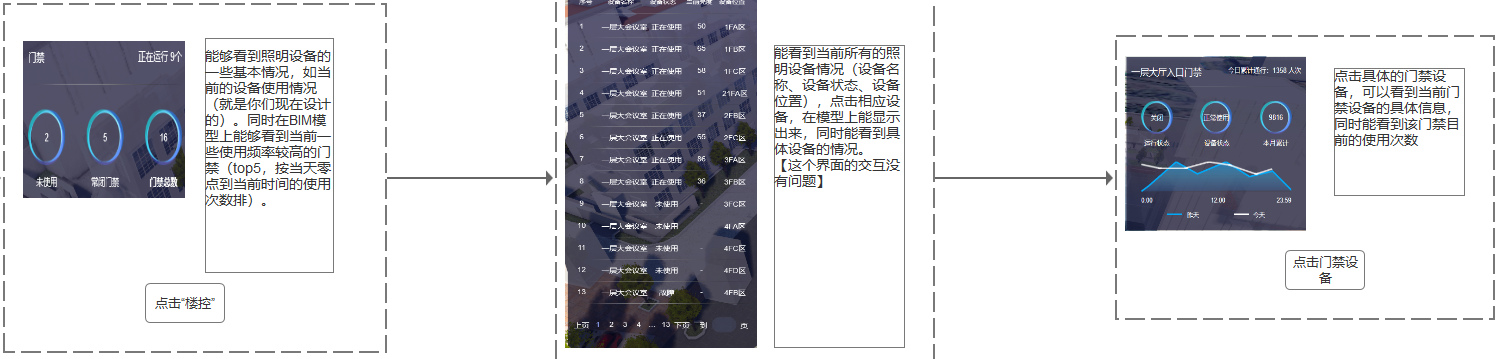 门禁 正在运行 9个
2 5 16
未使用 常闭门禁 门禁总数
能够看到照明设备的
一些基本情况，如当
前的设备使用情况
（就是你们现在设计
的）。同时在BIM模
型上能够看到当前一
些使用频率较高的门
禁（top5，按当天零
点到当前时间的使用
次数排）。
点击“楼控”
序号 设备名称 设备状态 当前亮度 设备位置
1 一层大会议室 正在使用 50 1FA区
2 一层大会议室 正在使用 65 1FB区
3 一层大会议室 正在使用 58 1FC区
4 一层大会议室 正在使用 51 21FA区
5 一层大会议室 正在使用 37 2FB区
6 一层大会议室 正在使用 65 2FC区
7 一层大会议室 正在使用 86 3FA区
8 一层大会议室 正在使用 36 3FB区
9 一层大会议室 未使用 - 3FC区
10 一层大会议室 未使用 - 4FA区
11 一层大会议室 未使用 - 4FC区
12 一层大会议室 未使用 - 4FD区
13 一层大会议室 故障 - 4FB区
上页 1 2 3 4 ... 13 下页 到 页
能看到当前所有的照
明设备情况（设备名
称、设备状态、设备
位置），点击相应设
备，在模型上能显示
出来，同时能看到具
体设备的情况。
【这个界面的交互没
有问题】
一层大厅入口门禁 今日累计通行：1358 人次
关闭 正常使用 9816
运行状态 设备状态 本月累计
0.00 12.00 23.59
昨天 今天
点击具体的门禁设
备，可以看到当前门
禁设备的具体信息，
同时能看到该门禁目
前的使用次数
点击门禁设
备